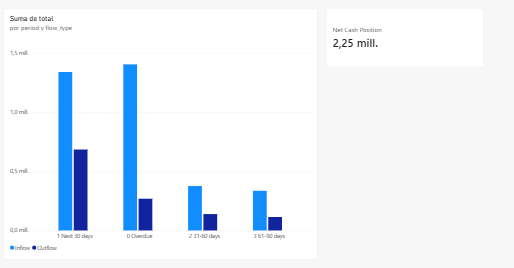 Suma de total
por period y flow_type
1,5 mill.
1,0 mill.
0,5 mill.
0,0 mill.
1 Next 30 days
0 Overdue
2 31-60 days
3 61-90 days
Inflow
Outflow
Net Cash Position
2,25 mill.